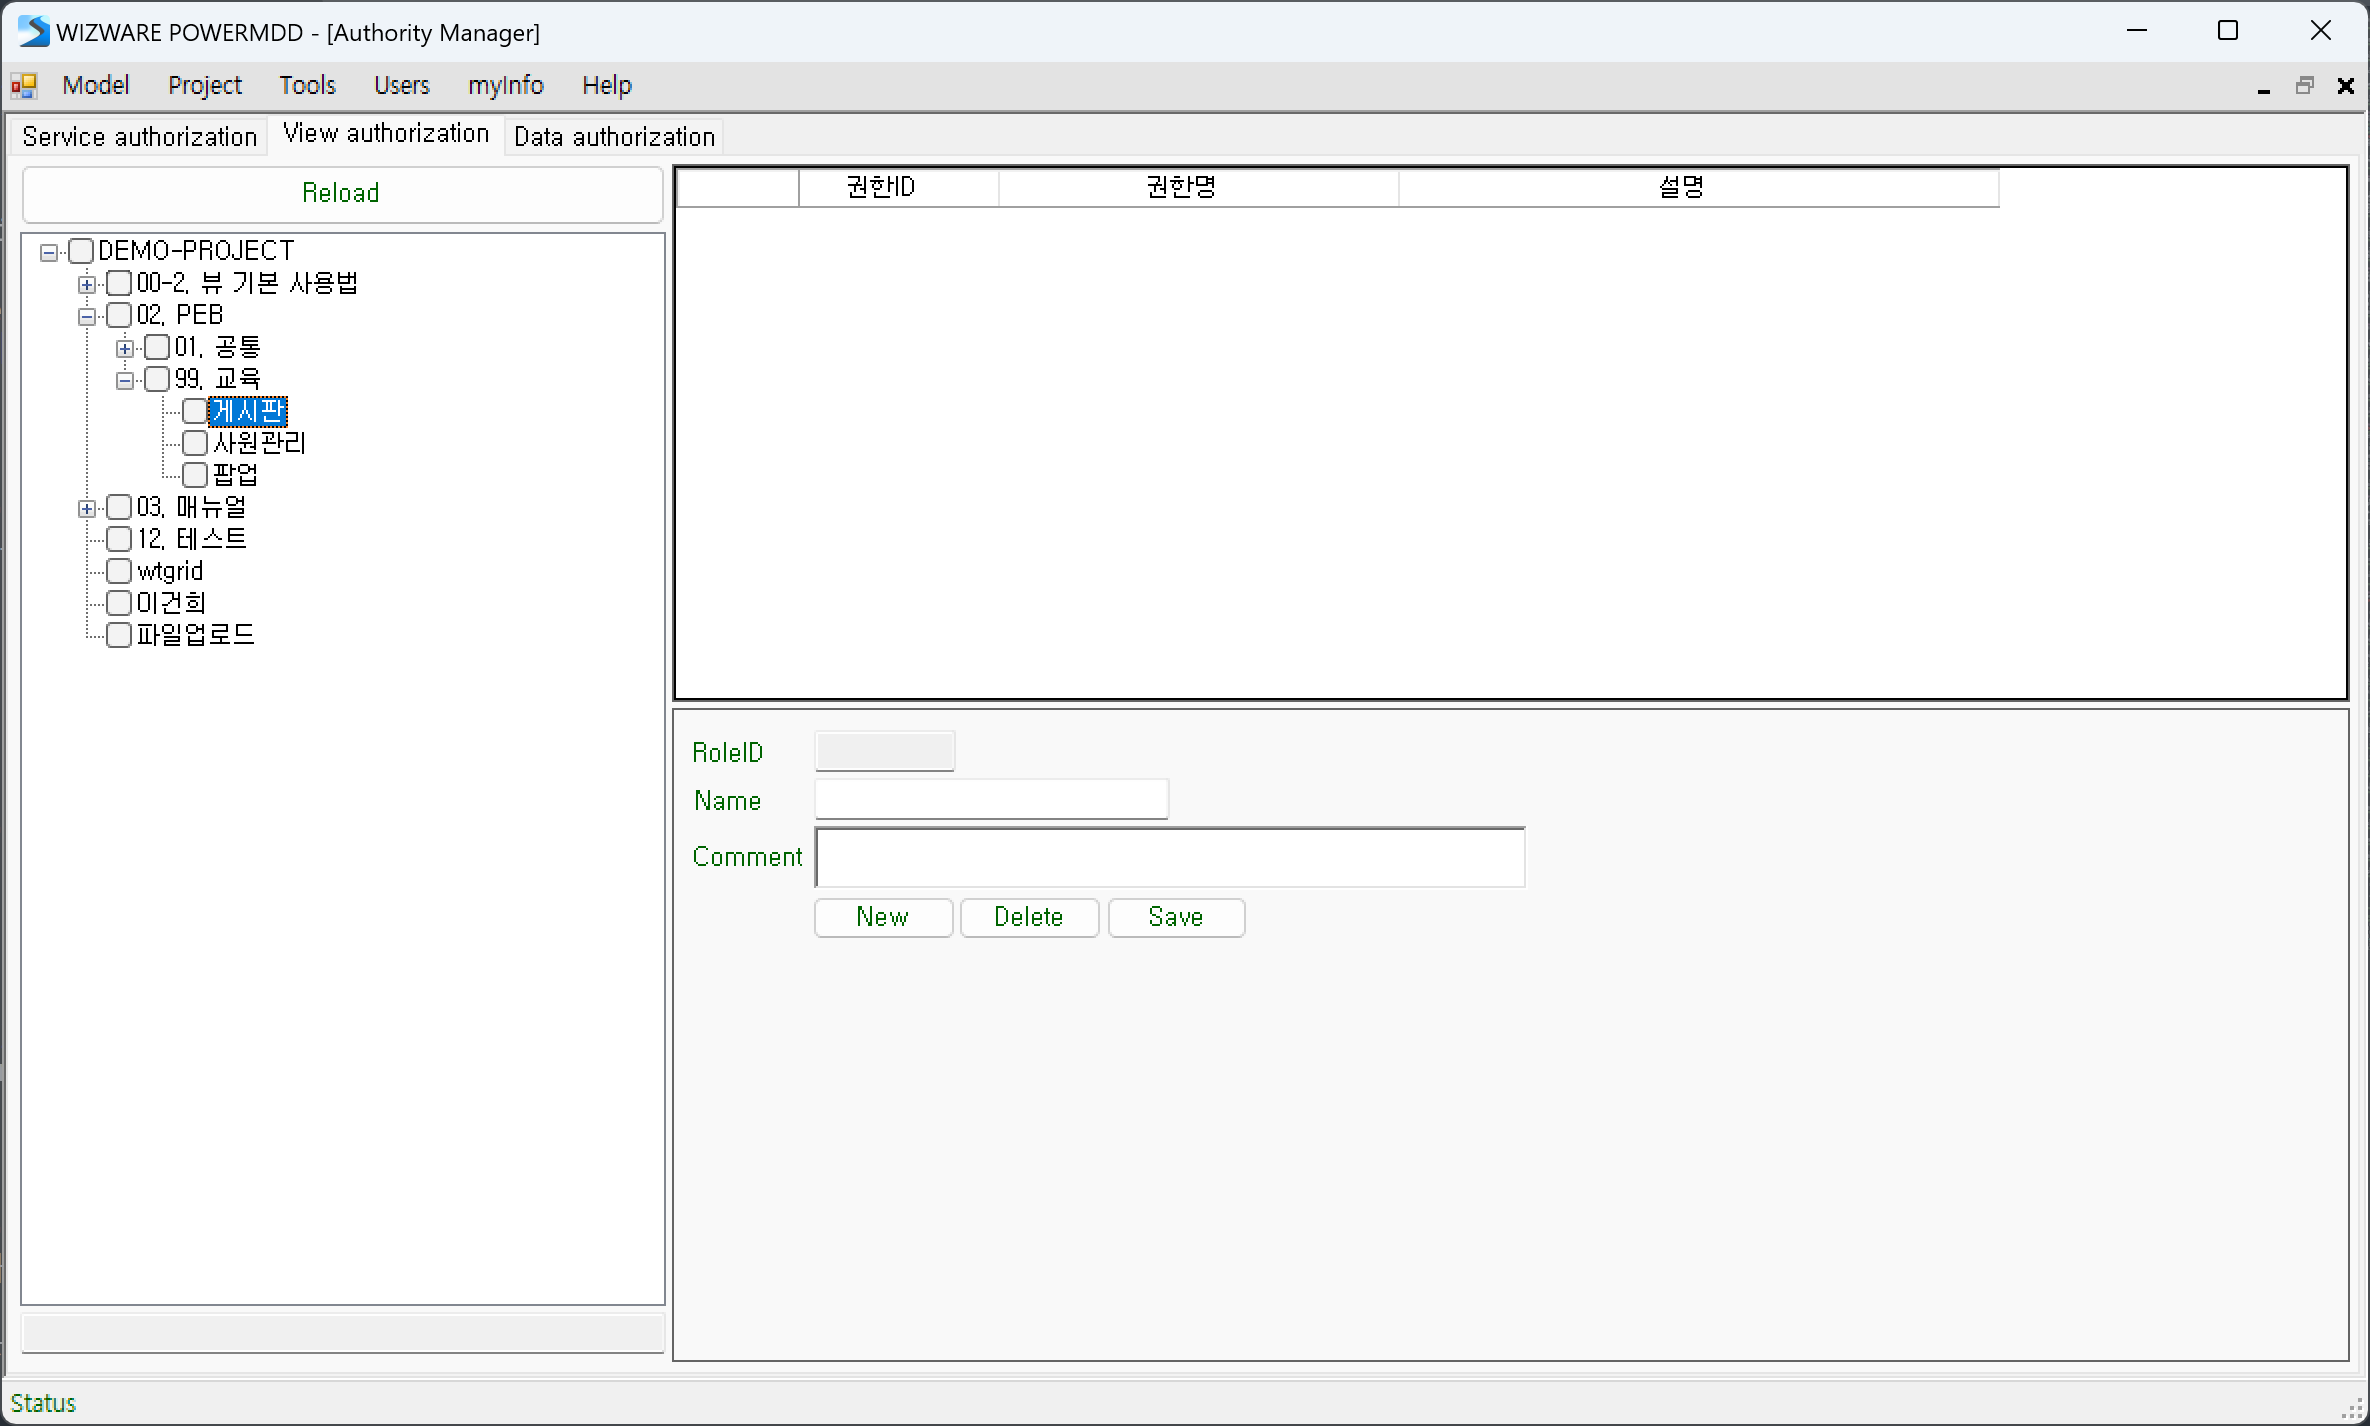 WIZWARE POWERMDD - [Authority Manager]
Model Project Tools Users myInfo Help
Service authorization View authorization Data authorization
Reload
DEMO-PROJECT
00-2. 뷰 기본 사용법
02. PEB
01. 공통
99. 교육
게시판
사원관리
팝업
03. 매뉴얼
12. 테스트
wtgrid
이건희
파일업로드
권한ID 권한명 설명
RoleID
Name
Comment
New Delete Save
Status